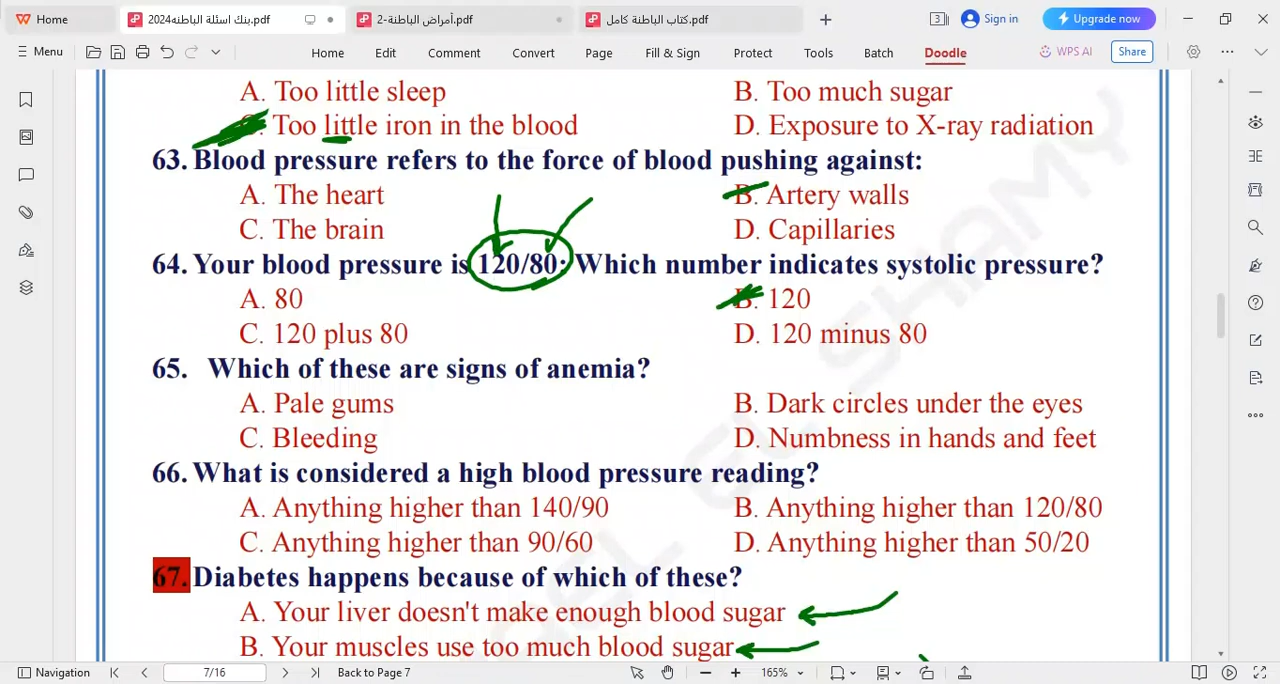 Home
بنك اسئلة الباطنه2024.pdf
أمراض الباطنة-2.pdf
كتاب الباطنة كامل.pdf
3
Sign in
Upgrade now
Menu
Home Edit Comment Convert Page Fill & Sign Protect Tools Batch Doodle
WPS AI
Share
A. Too little sleep
B. Too much sugar
Too little iron in the blood
D. Exposure to X-ray radiation
63. Blood pressure refers to the force of blood pushing against:
A. The heart
B. Artery walls
C. The brain
D. Capillaries
64. Your blood pressure is 120/80: Which number indicates systolic pressure?
A. 80
B. 120
C. 120 plus 80
D. 120 minus 80
65. Which of these are signs of anemia?
A. Pale gums
B. Dark circles under the eyes
C. Bleeding
D. Numbness in hands and feet
66. What is considered a high blood pressure reading?
A. Anything higher than 140/90
B. Anything higher than 120/80
C. Anything higher than 90/60
D. Anything higher than 50/20
67. Diabetes happens because of which of these?
A. Your liver doesn't make enough blood sugar
B. Your muscles use too much blood sugar
EL SHAMY
Navigation
7/16
Back to Page 7
165%